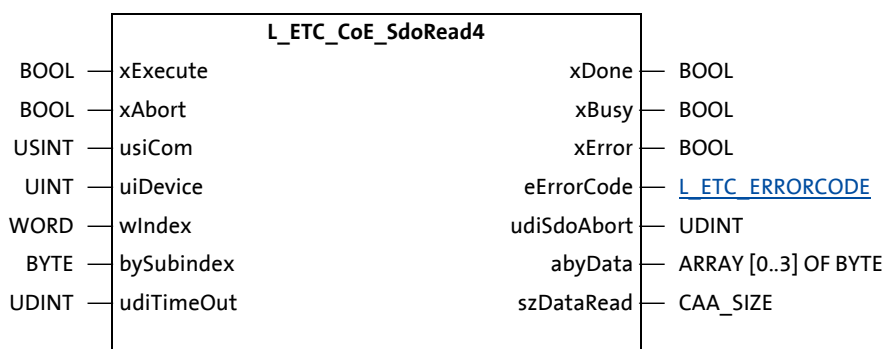 L_ETC_CoE_SdoRead4
BOOL xExecute xDone BOOL
BOOL xAbort xBusy BOOL
USINT usiCom xError BOOL
UINT uiDevice eErrorCode L_ETC_ERRORCODE
WORD wIndex udiSdoAbort UDINT
BYTE bySubindex abyData ARRAY [0..3] OF BYTE
UDINT udiTimeOut szDataRead CAA_SIZE